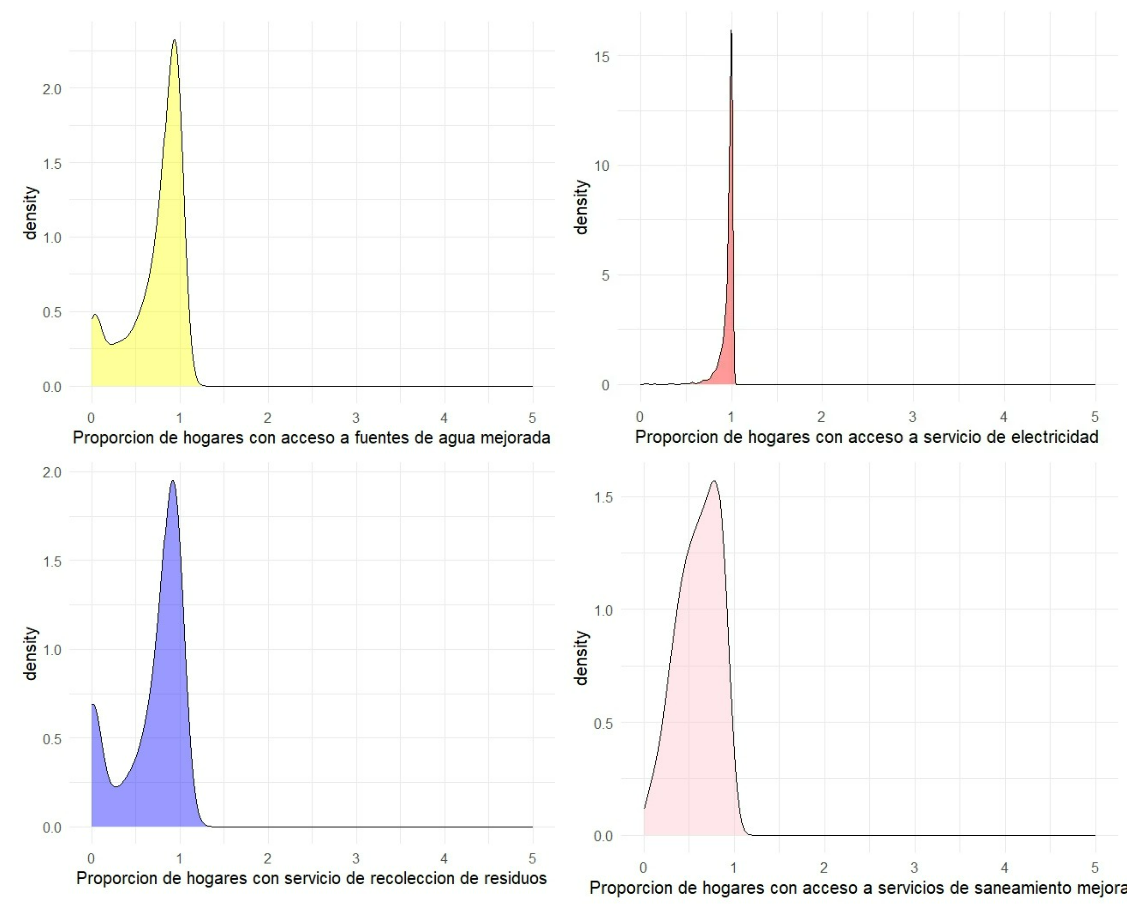 density
2.0
1.5
1.0
0.5
0.0
0 1 2 3 4 5
Proporcion de hogares con acceso a fuentes de agua mejorada
density
15
10
5
0
0 1 2 3 4 5
Proporcion de hogares con acceso a servicio de electricidad
density
2.0
1.5
1.0
0.5
0.0
0 1 2 3 4 5
Proporcion de hogares con servicio de recoleccion de residuos
density
1.5
1.0
0.5
0.0
0 1 2 3 4 5
Proporcion de hogares con acceso a servicios de saneamiento mejora